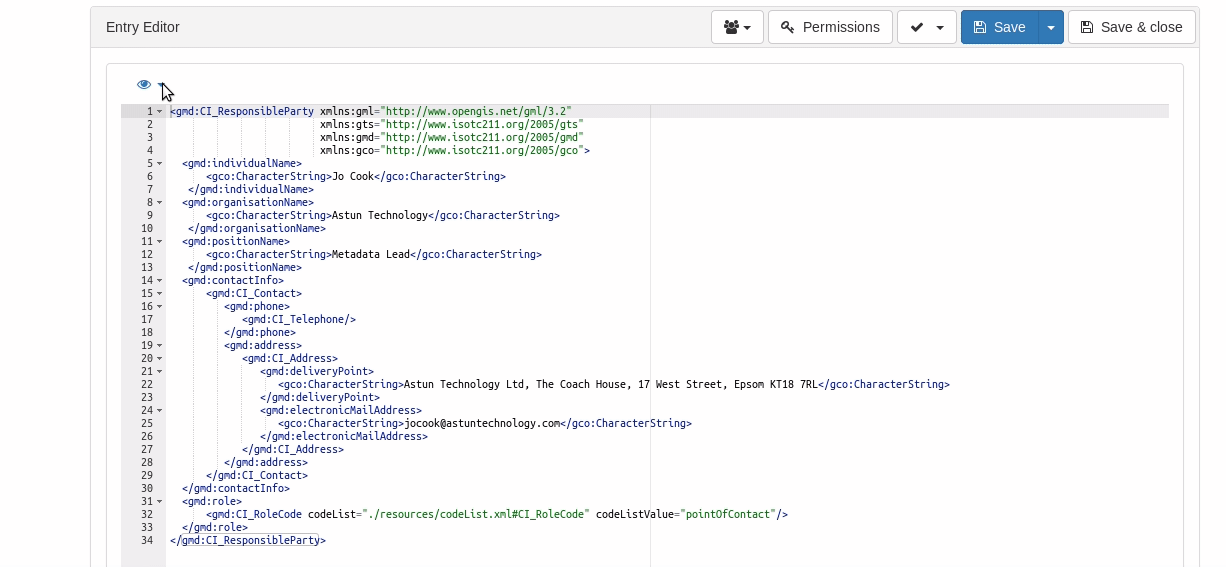 Entry Editor Permissions Save Save & close
1 <gmd:CI_ResponsibleParty xmlns:gml="http://www.opengis.net/gml/3.2"
2 xmlns:gts="http://www.isotc211.org/2005/gts"
3 xmlns:gmd="http://www.isotc211.org/2005/gmd"
4 xmlns:gco="http://www.isotc211.org/2005/gco">
5 <gmd:individualName>
6 <gco:CharacterString>Jo Cook</gco:CharacterString>
7 </gmd:individualName>
8 <gmd:organisationName>
9 <gco:CharacterString>Astun Technology</gco:CharacterString>
10 </gmd:organisationName>
11 <gmd:positionName>
12 <gco:CharacterString>Metadata Lead</gco:CharacterString>
13 </gmd:positionName>
14 <gmd:contactInfo>
15 <gmd:CI_Contact>
16 <gmd:phone>
17 <gmd:CI_Telephone/>
18 </gmd:phone>
19 <gmd:address>
20 <gmd:CI_Address>
21 <gmd:deliveryPoint>
22 <gco:CharacterString>Astun Technology Ltd, The Coach House, 17 West Street, Epsom KT18 7RL</gco:CharacterString>
23 </gmd:deliveryPoint>
24 <gmd:electronicMailAddress>
25 <gco:CharacterString>jocook@astuntechnology.com</gco:CharacterString>
26 </gmd:electronicMailAddress>
27 </gmd:CI_Address>
28 </gmd:address>
29 </gmd:CI_Contact>
30 </gmd:contactInfo>
31 <gmd:role>
32 <gmd:CI_RoleCode codeList="./resources/codeList.xml#CI_RoleCode" codeListValue="pointOfContact"/>
33 </gmd:role>
34 </gmd:CI_ResponsibleParty>